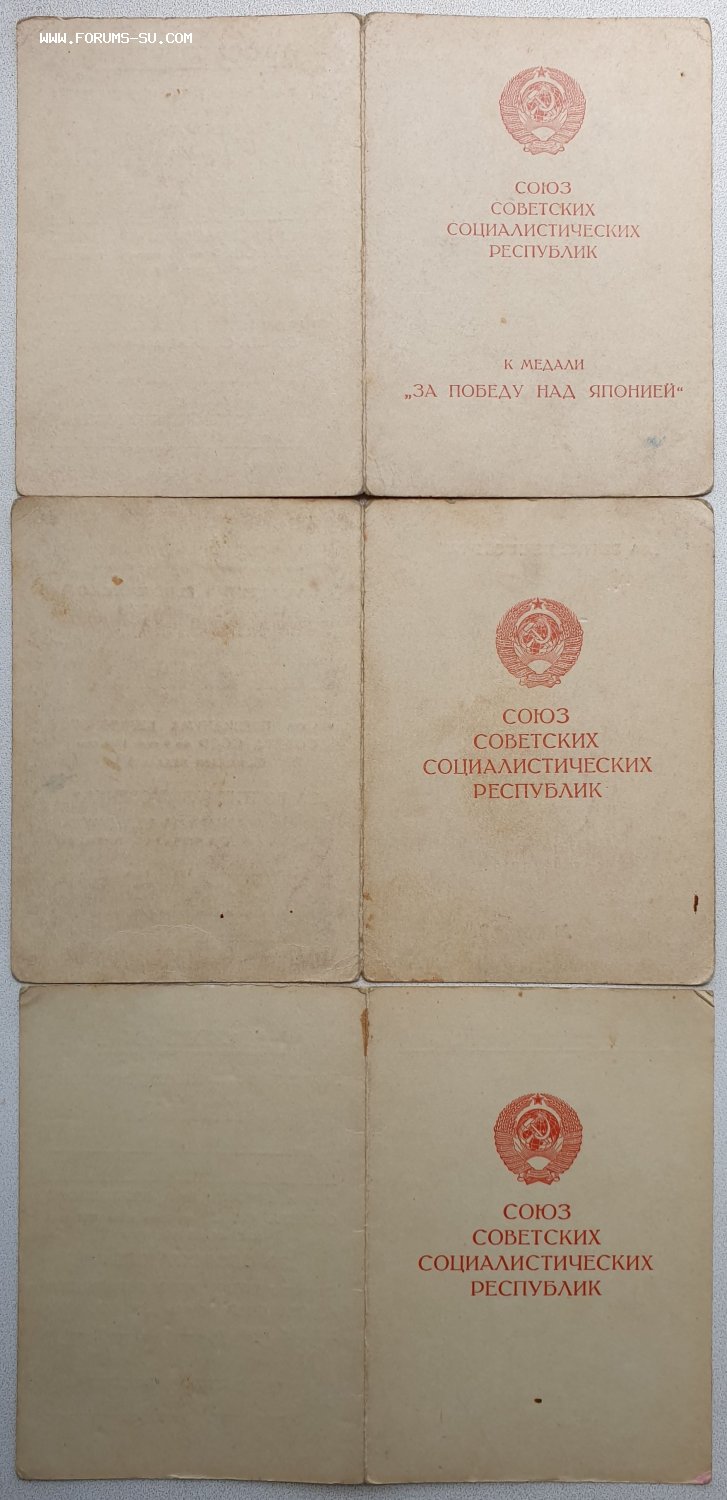 www.forums-su.com
СОЮЗ
СОВЕТСКИХ
СОЦИАЛИСТИЧЕСКИХ
РЕСПУБЛИК
К МЕДАЛИ
„ЗА ПОБЕДУ НАД ЯПОНИЕЙ“
СОЮЗ
СОВЕТСКИХ
СОЦИАЛИСТИЧЕСКИХ
РЕСПУБЛИК
СОЮЗ
СОВЕТСКИХ
СОЦИАЛИСТИЧЕСКИХ
РЕСПУБЛИК